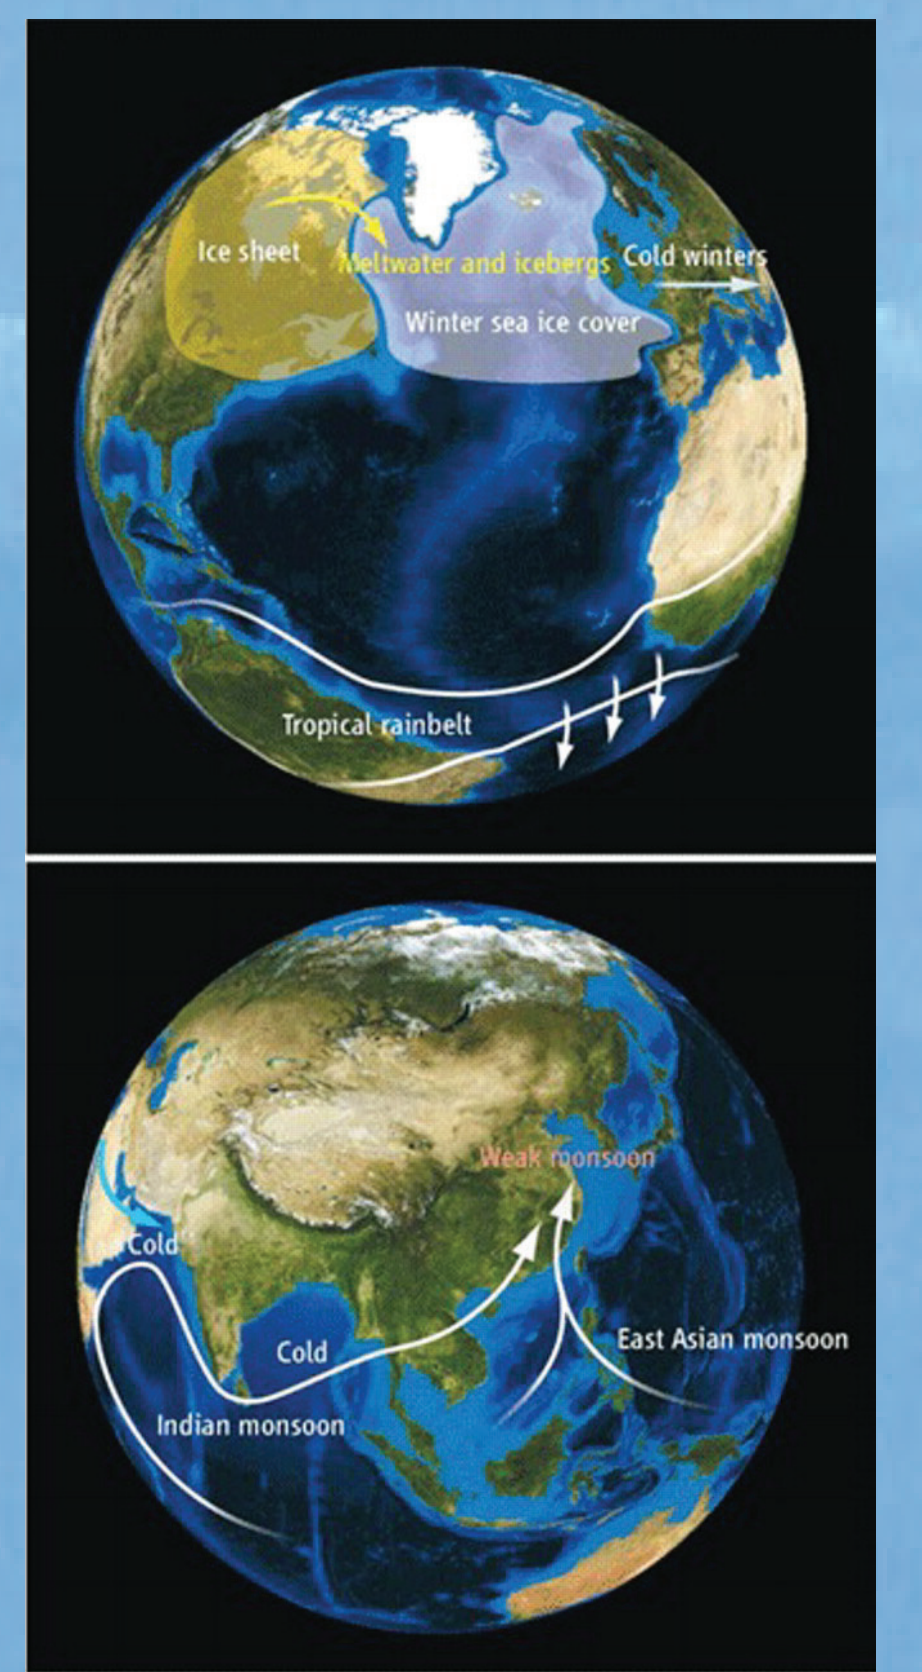 Ice sheet
Meltwater and icebergs
Cold winters
Winter sea ice cover
Tropical rainbelt
Weak monsoon
Cold
Cold
East Asian monsoon
Indian monsoon